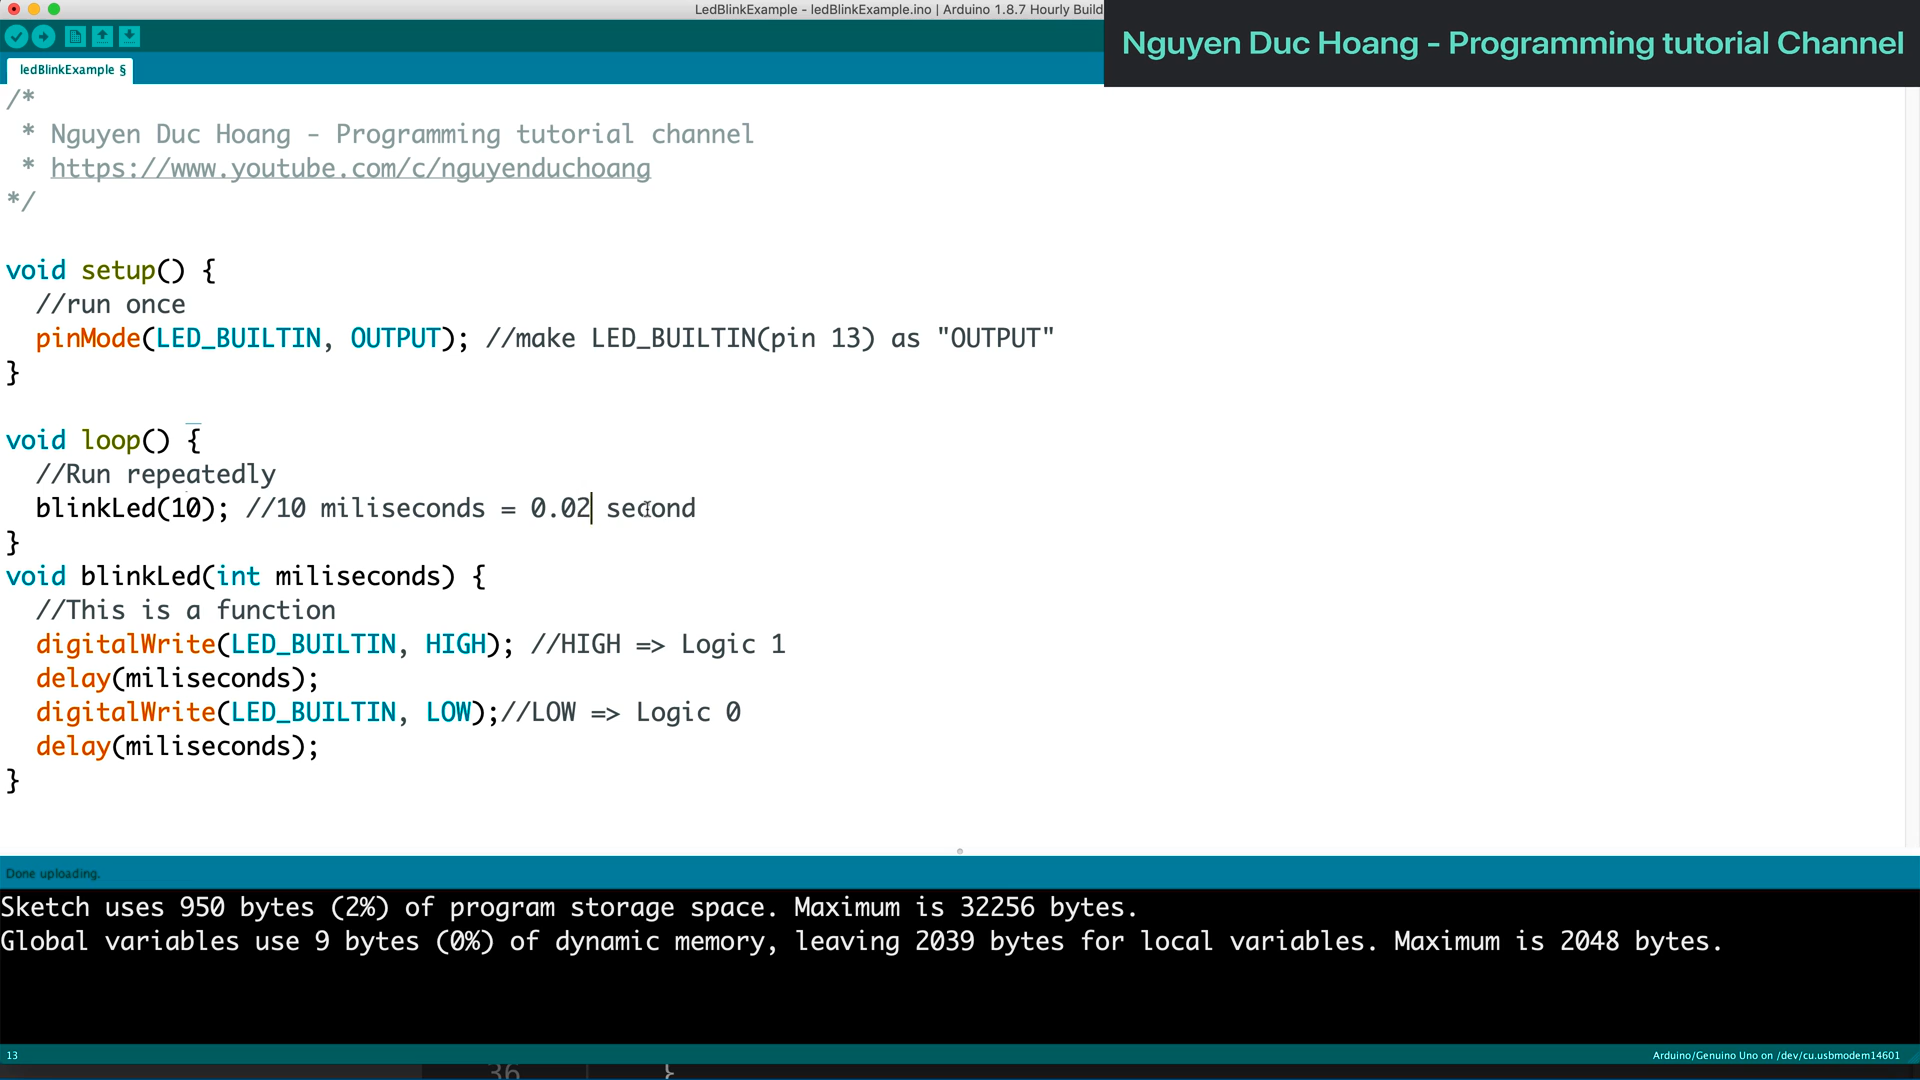 LedBlinkExample - ledBlinkExample.ino | Arduino 1.8.7 Hourly Build
Nguyen Duc Hoang - Programming tutorial Channel
ledBlinkExample §
/*
* Nguyen Duc Hoang - Programming tutorial channel
* https://www.youtube.com/c/nguyenduchoang
*/
void setup() {
//run once
pinMode(LED_BUILTIN, OUTPUT); //make LED_BUILTIN(pin 13) as "OUTPUT"
}
void loop() {
//Run repeatedly
blinkLed(10); //10 miliseconds = 0.02 second
}
void blinkLed(int miliseconds) {
//This is a function
digitalWrite(LED_BUILTIN, HIGH); //HIGH => Logic 1
delay(miliseconds);
digitalWrite(LED_BUILTIN, LOW);//LOW => Logic 0
delay(miliseconds);
}
Done uploading.
Sketch uses 950 bytes (2%) of program storage space. Maximum is 32256 bytes.
Global variables use 9 bytes (0%) of dynamic memory, leaving 2039 bytes for local variables. Maximum is 2048 bytes.
13
Arduino/Genuino Uno on /dev/cu.usbmodem14601
36 }